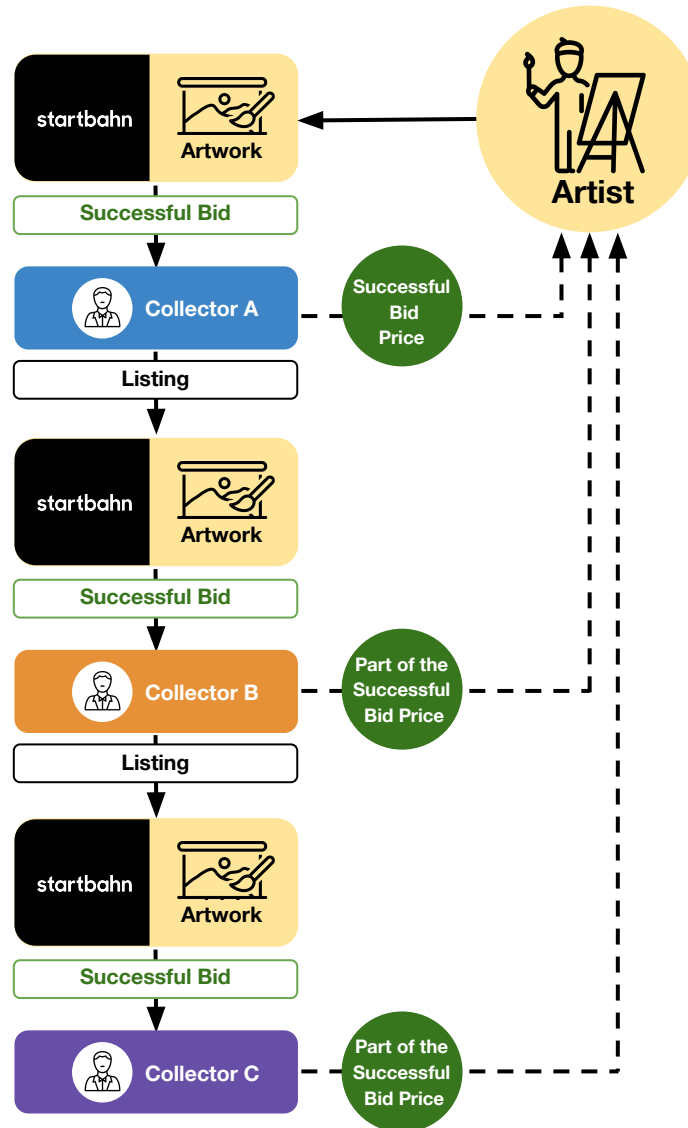 startbahn
Artwork
Artist
Successful Bid
Collector A
Successful
Bid
Price
Listing
startbahn
Artwork
Successful Bid
Collector B
Part of the
Successful
Bid Price
Listing
startbahn
Artwork
Successful Bid
Collector C
Part of the
Successful
Bid Price